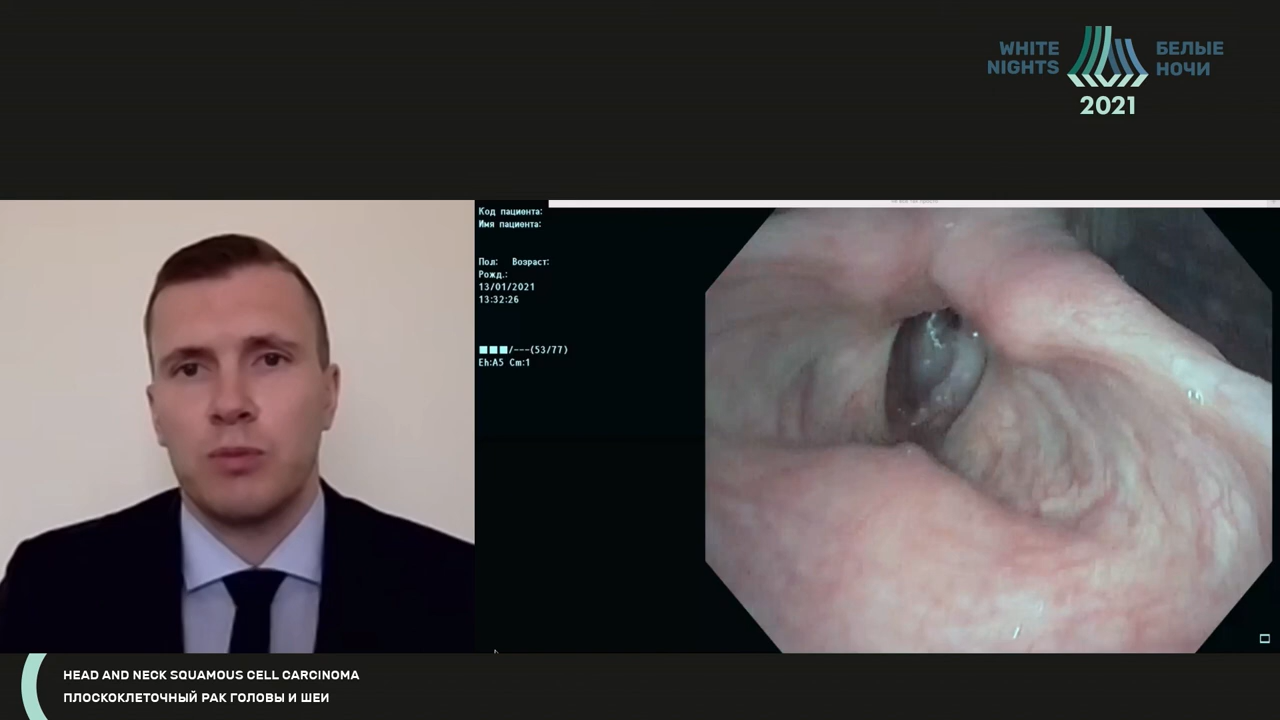 WHITE
NIGHTS
БЕЛЫЕ
НОЧИ
2021
Код пациента:
Имя пациента:
Пол: Возраст:
Рожд.:
13/01/2021
13:32:26
■■■/---(53/77)
Eh:A5 Cm:1
HEAD AND NECK SQUAMOUS CELL CARCINOMA
ПЛОСКОКЛЕТОЧНЫЙ РАК ГОЛОВЫ И ШЕИ